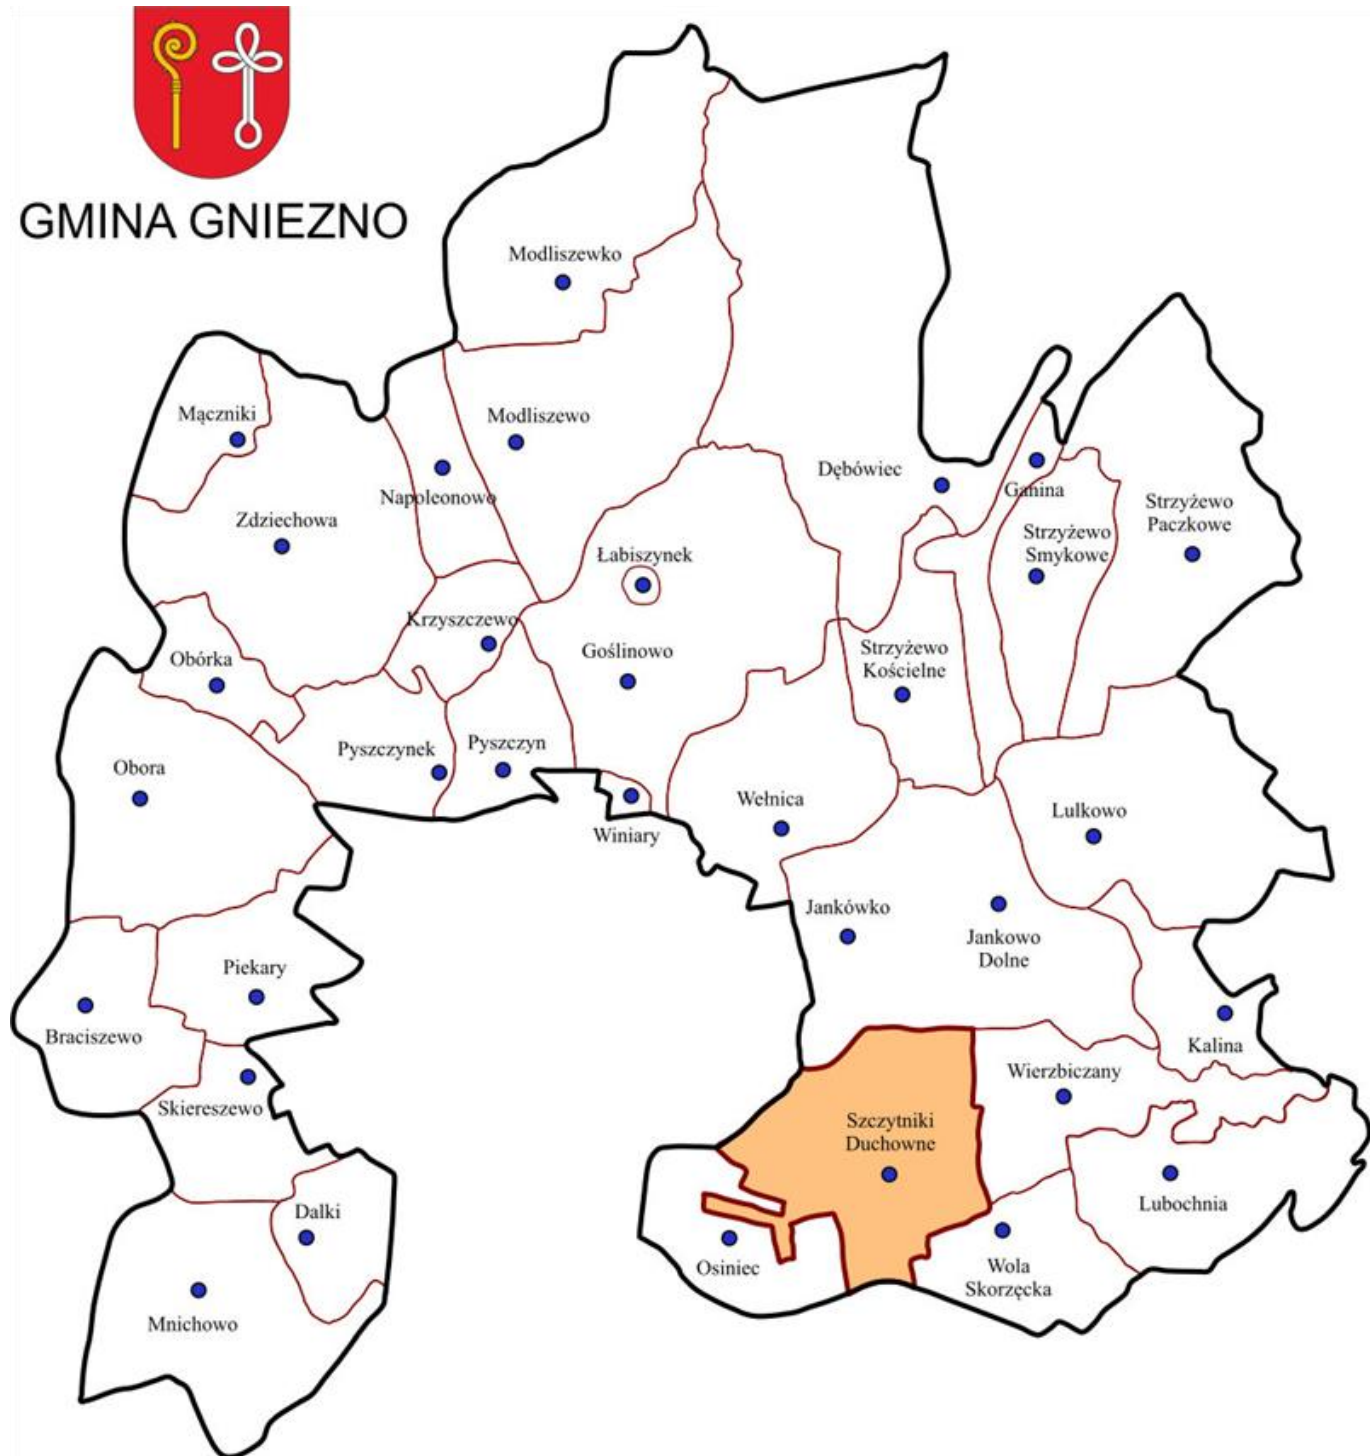 GMINA GNIEZNO
Modliszewko
Mączniki
Modliszewo
Napoleonowo
Dębówiec
Ganina
Strzyżewo
Paczkowe
Zdziechowa
Strzyżewo
Smykowe
Łabiszynek
Krzyszczewo
Goślinowo
Strzyżewo
Kościelne
Obórka
Pyszczynek
Pyszczyn
Obora
Wełnica
Lulkowo
Winiary
Jankówko
Jankowo
Dolne
Piekary
Braciszewo
Kalina
Skiereszewo
Wierzbiczany
Szczytniki
Duchowne
Lubochnia
Dalki
Osiniec
Wola
Skorzęcka
Mnichowo